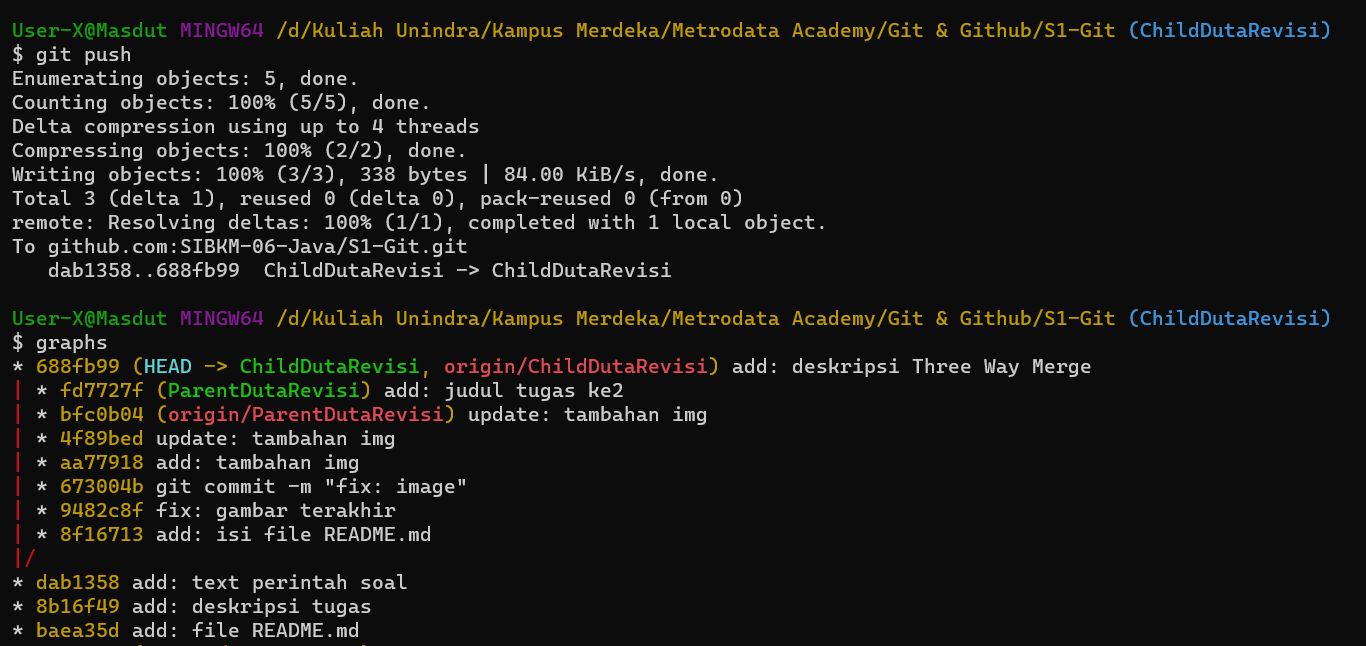 User-X@Masdut MINGW64 /d/Kuliah Unindra/Kampus Merdeka/Metrodata Academy/Git & Github/S1-Git (ChildDutaRevisi)
$ git push
Enumerating objects: 5, done.
Counting objects: 100% (5/5), done.
Delta compression using up to 4 threads
Compressing objects: 100% (2/2), done.
Writing objects: 100% (3/3), 338 bytes | 84.00 KiB/s, done.
Total 3 (delta 1), reused 0 (delta 0), pack-reused 0 (from 0)
remote: Resolving deltas: 100% (1/1), completed with 1 local object.
To github.com:SIBKM-06-Java/S1-Git.git
   dab1358..688fb99  ChildDutaRevisi -> ChildDutaRevisi

User-X@Masdut MINGW64 /d/Kuliah Unindra/Kampus Merdeka/Metrodata Academy/Git & Github/S1-Git (ChildDutaRevisi)
$ graphs
* 688fb99 (HEAD -> ChildDutaRevisi, origin/ChildDutaRevisi) add: deskripsi Three Way Merge
| * fd7727f (ParentDutaRevisi) add: judul tugas ke2
| * bfc0b04 (origin/ParentDutaRevisi) update: tambahan img
| * 4f89bed update: tambahan img
| * aa77918 add: tambahan img
| * 673004b git commit -m "fix: image"
| * 9482c8f fix: gambar terakhir
| * 8f16713 add: isi file README.md
|/
* dab1358 add: text perintah soal
* 8b16f49 add: deskripsi tugas
* baea35d add: file README.md